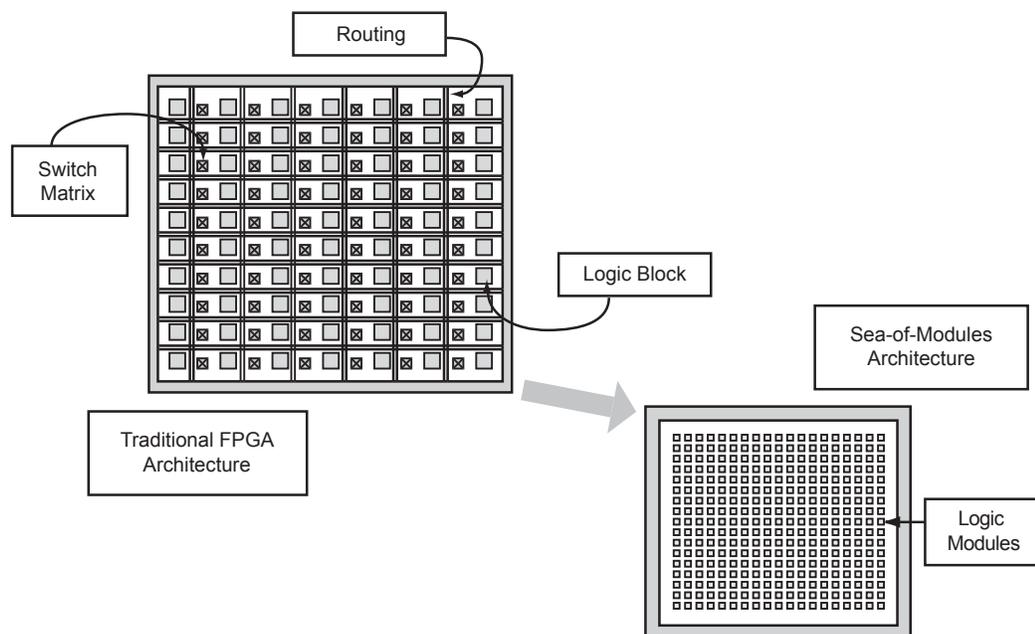 Routing
Switch
Matrix
Logic Block
Sea-of-Modules
Architecture
Traditional FPGA
Architecture
Logic
Modules